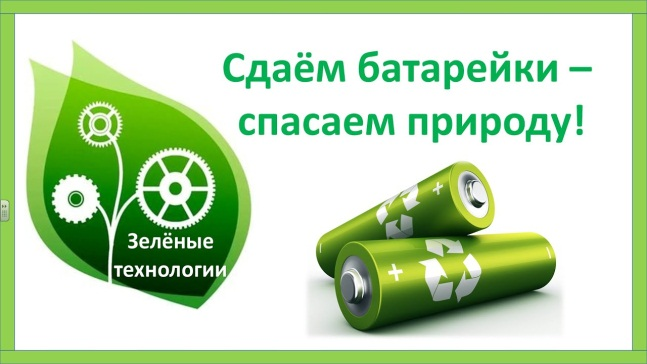 Сдаём батарейки –
спасаем природу!
Зелёные
технологии
+
+